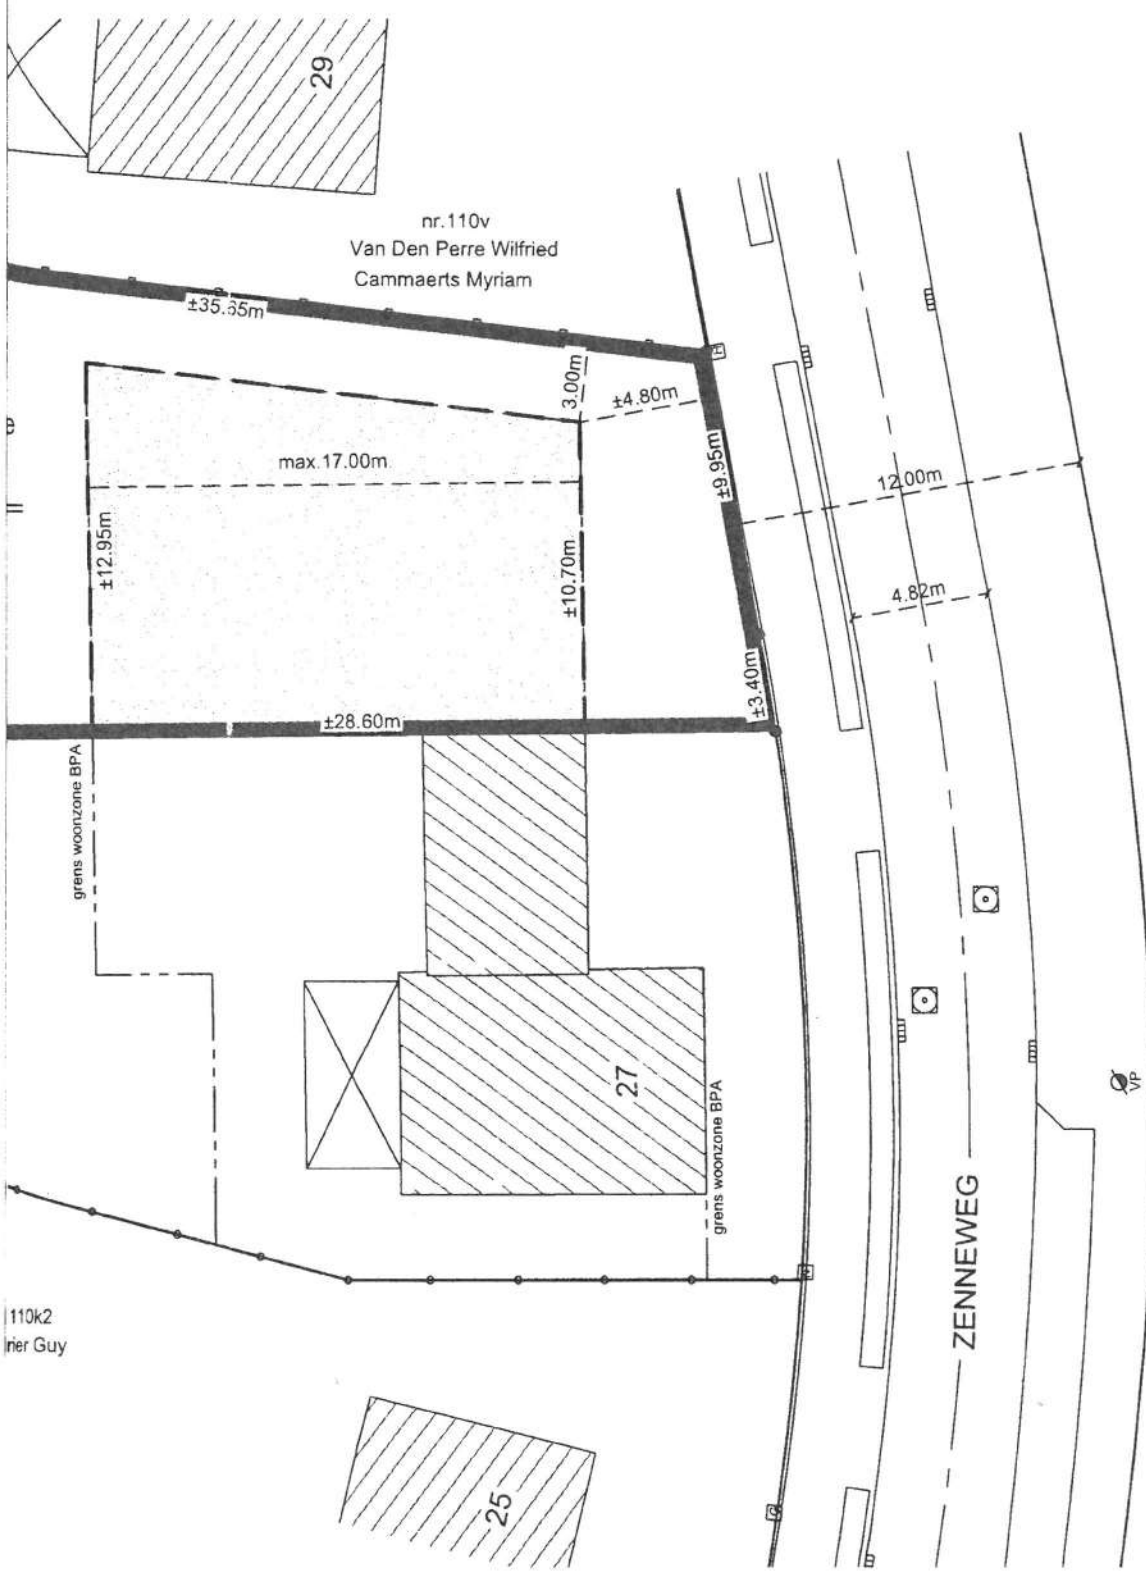 29
nr.110v
Van Den Perre Wilfried
Cammaerts Myriam
±35.65m
3.00m
±4.80m
max.17.00m
±9.95m
12.00m
±12.95m
±10.70m
4.82m
±3.40m
±28.60m
grens woonzone BPA
27
grens woonzone BPA
VP
ZENNEWEG
110k2
Guy
25